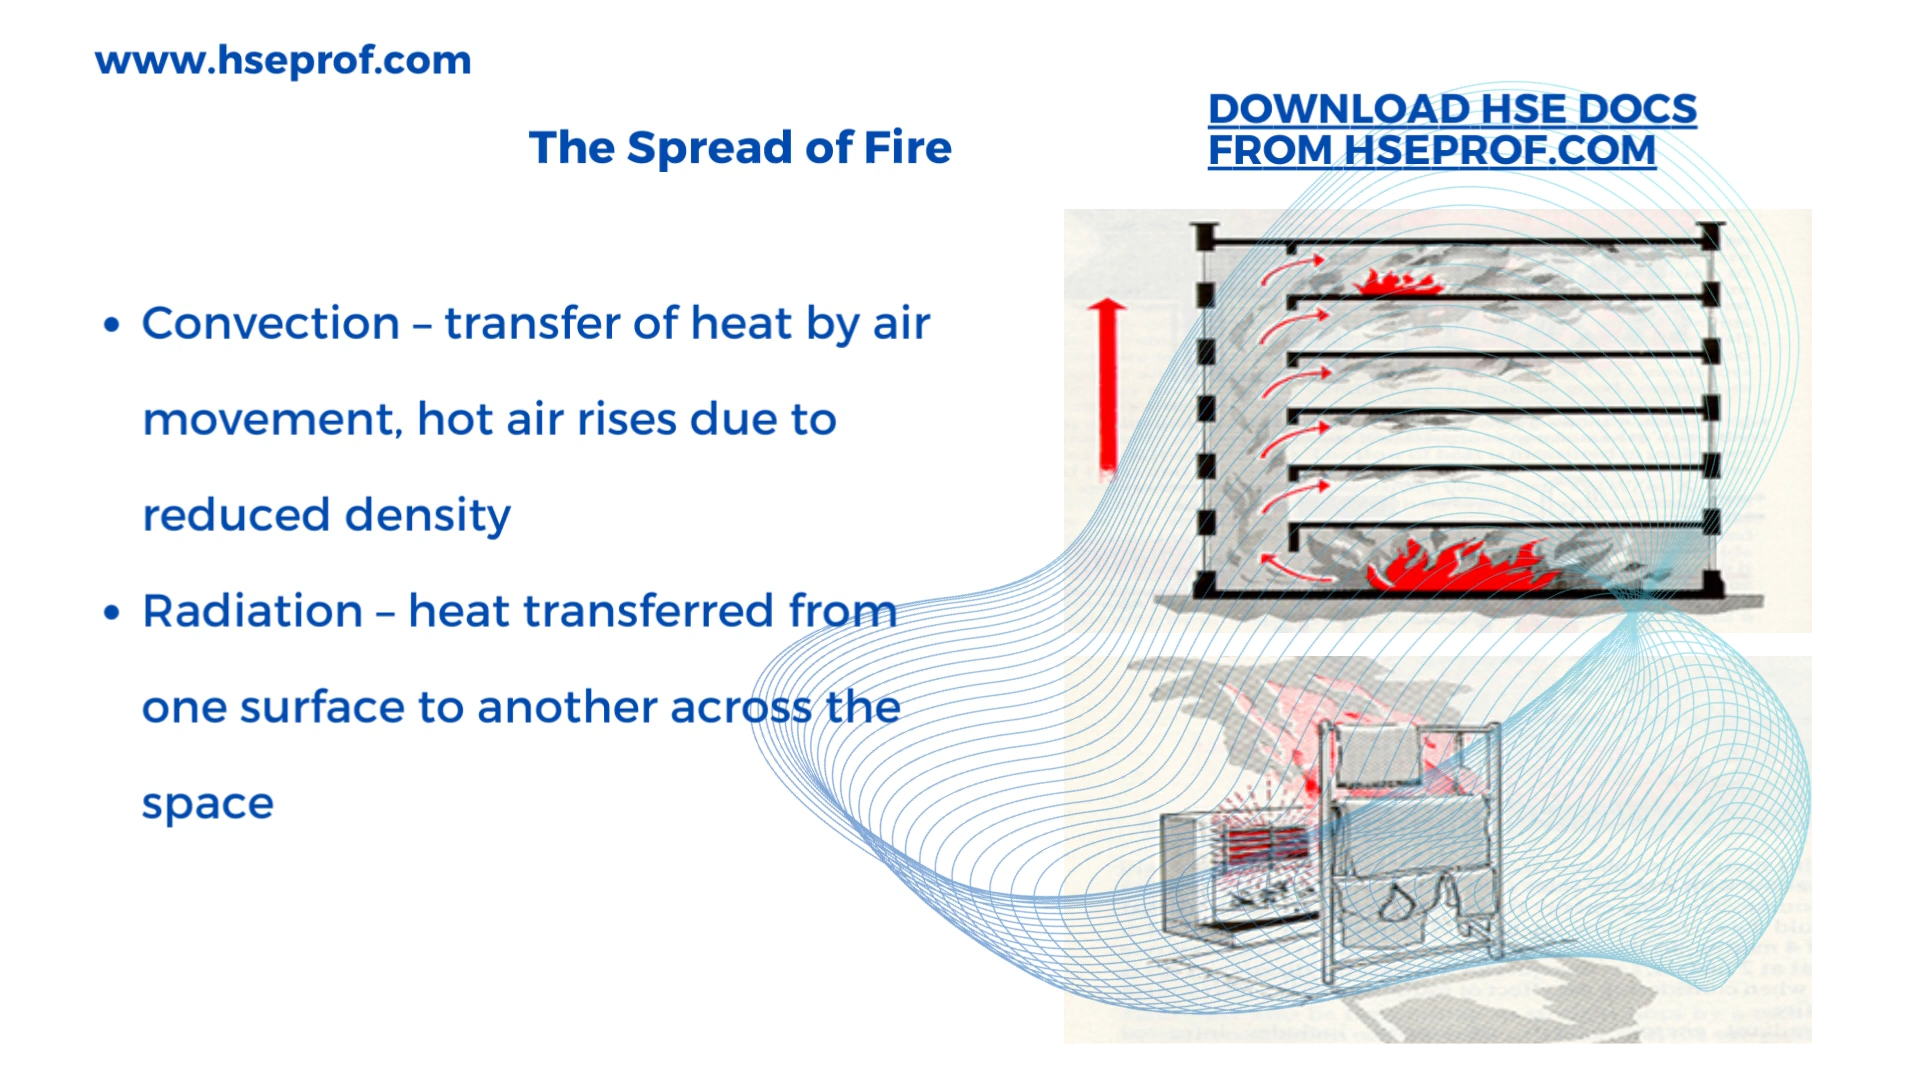 www.hseprof.com
DOWNLOAD HSE DOCS
FROM HSEPROF.COM
The Spread of Fire
• Convection – transfer of heat by air
movement, hot air rises due to
reduced density
• Radiation – heat transferred from
one surface to another across the
space